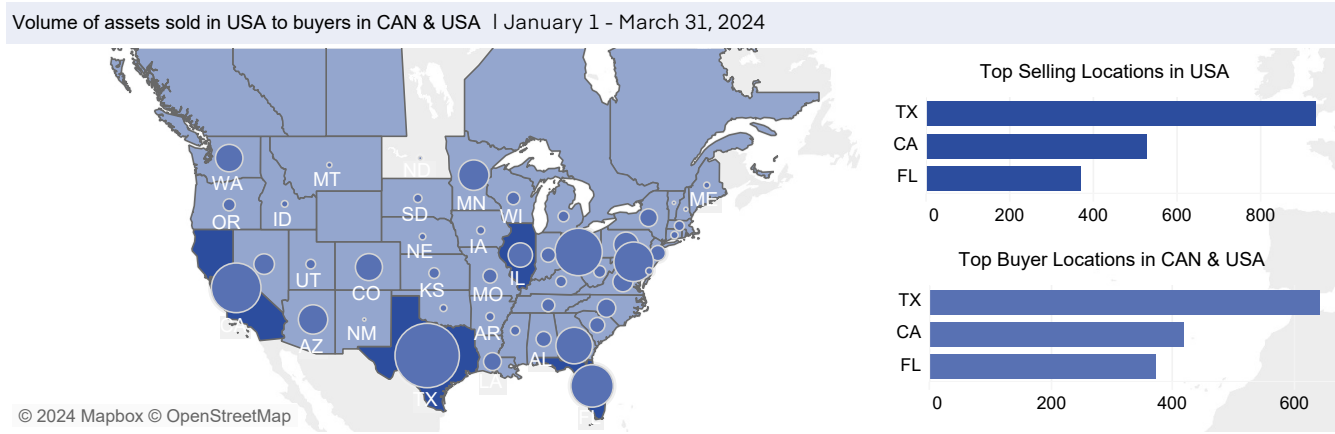 Volume of assets sold in USA to buyers in CAN & USA | January 1 - March 31, 2024
Top Selling Locations in USA
TX
CA
FL
0 200 400 600 800
Top Buyer Locations in CAN & USA
TX
CA
FL
0 200 400 600
WA
MT
ND
MN
ME
OR
ID
SD
WI
NE
IA
IL
UT
CO
KS
MO
CA
AZ
NM
AR
AL
LA
TX
FL
© 2024 Mapbox © OpenStreetMap